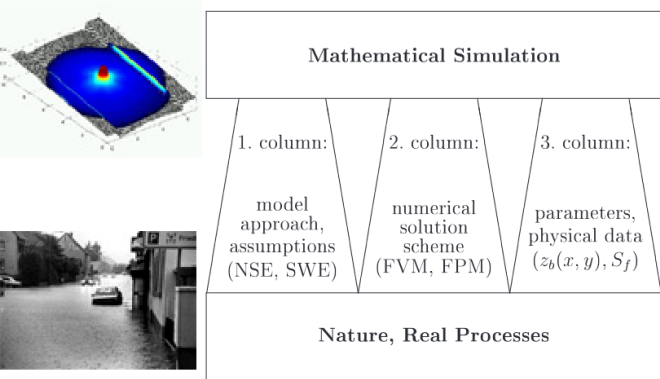 Mathematical Simulation
1. column:
model
approach,
assumptions
(NSE, SWE)
2. column:
numerical
solution
scheme
(FVM, FPM)
3. column:
parameters,
physical data
(z_b(x, y), S_f)
P
Nature, Real Processes